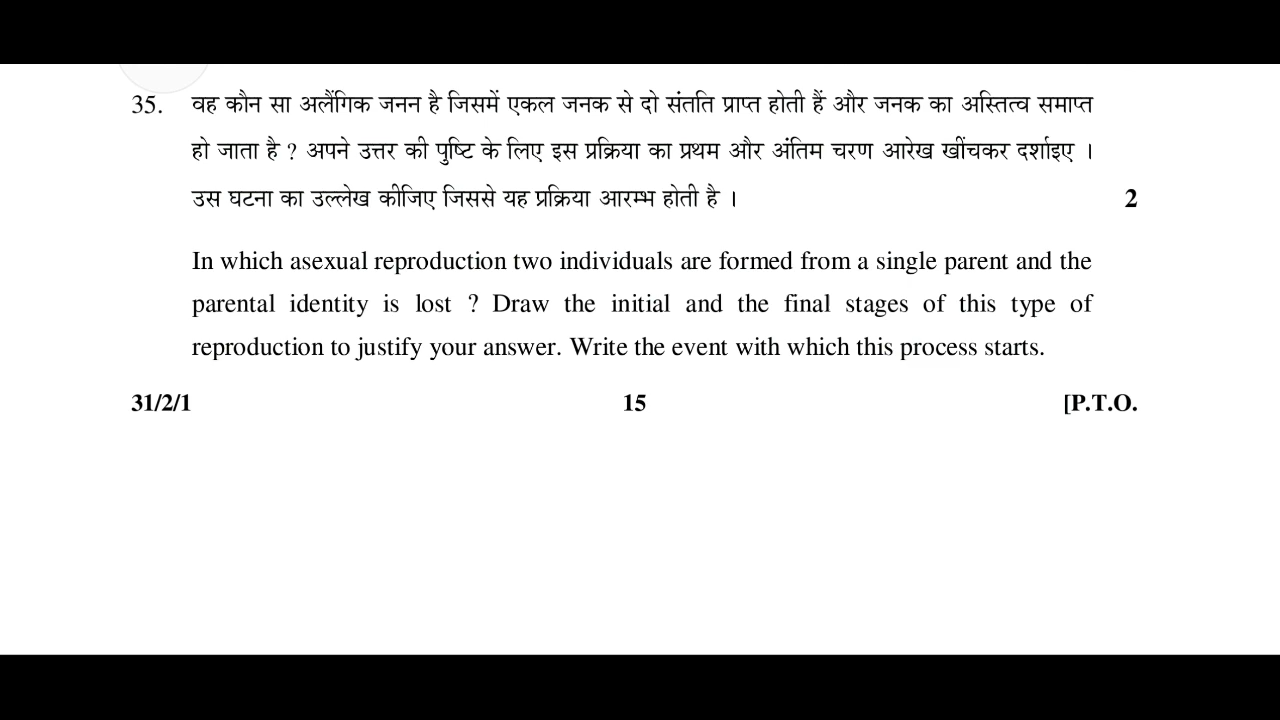 35. वह कौन सा अलैंगिक जनन है जिसमें एकल जनक से दो संतति प्राप्त होती हैं और जनक का अस्तित्व समाप्त
हो जाता है ? अपने उत्तर की पुष्टि के लिए इस प्रक्रिया का प्रथम और अंतिम चरण आरेख खींचकर दर्शाइए ।
उस घटना का उल्लेख कीजिए जिससे यह प्रक्रिया आरम्भ होती है । 2
In which asexual reproduction two individuals are formed from a single parent and the
parental identity is lost ? Draw the initial and the final stages of this type of
reproduction to justify your answer. Write the event with which this process starts.
31/2/1 15 [P.T.O.